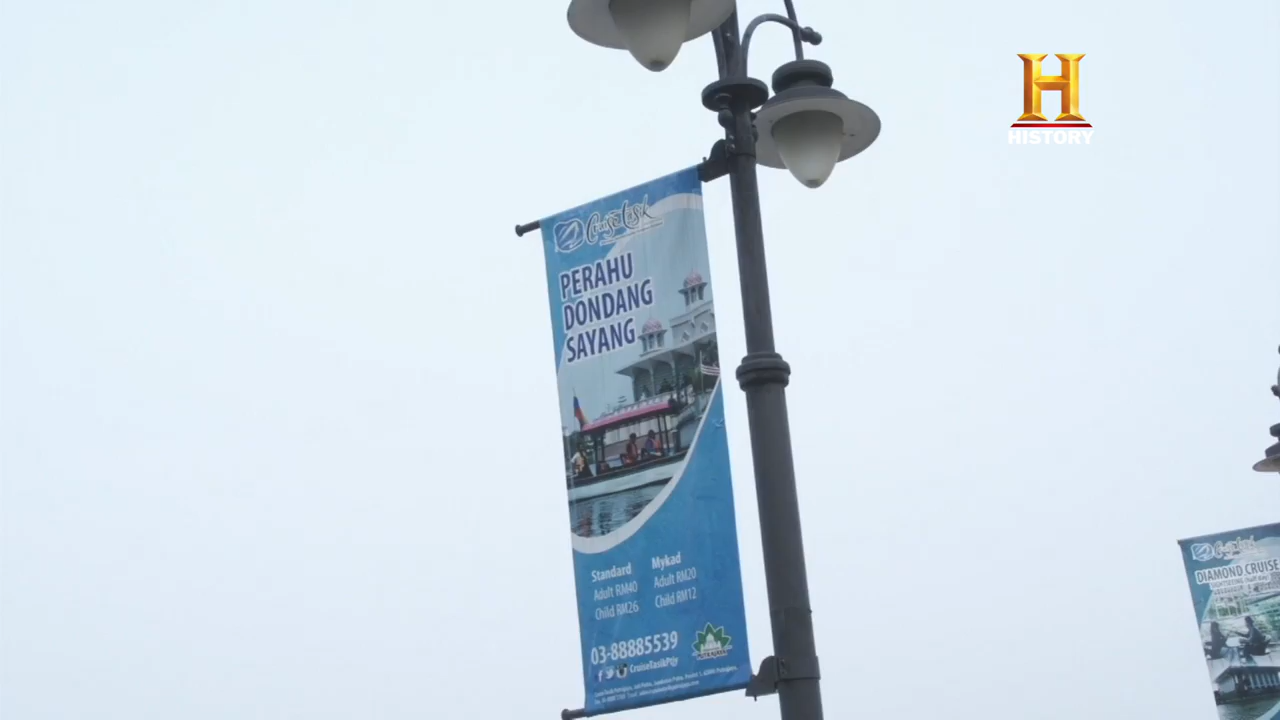 HISTORY
Cruise Tasik
PERAHU
DONDANG
SAYANG
Standard
Adult RM40
Child RM26
Mykad
Adult RM20
Child RM12
03-88885539
CruiseTasikPjy
DIAMOND CRUISE